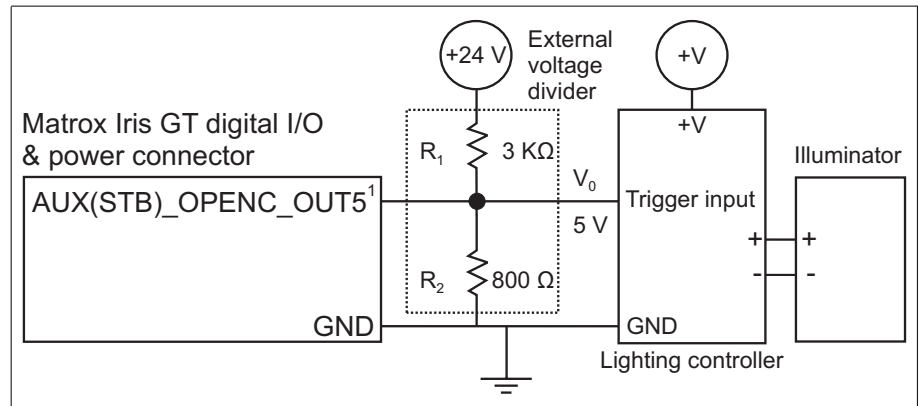 +24 V
External
voltage
divider
+V
Matrox Iris GT digital I/O
& power connector
R₁
3 KΩ
+V
Illuminator
AUX(STB)_OPENC_OUT5¹
V₀
Trigger input
5 V
+
+
-
-
R₂
800 Ω
GND
GND
Lighting controller